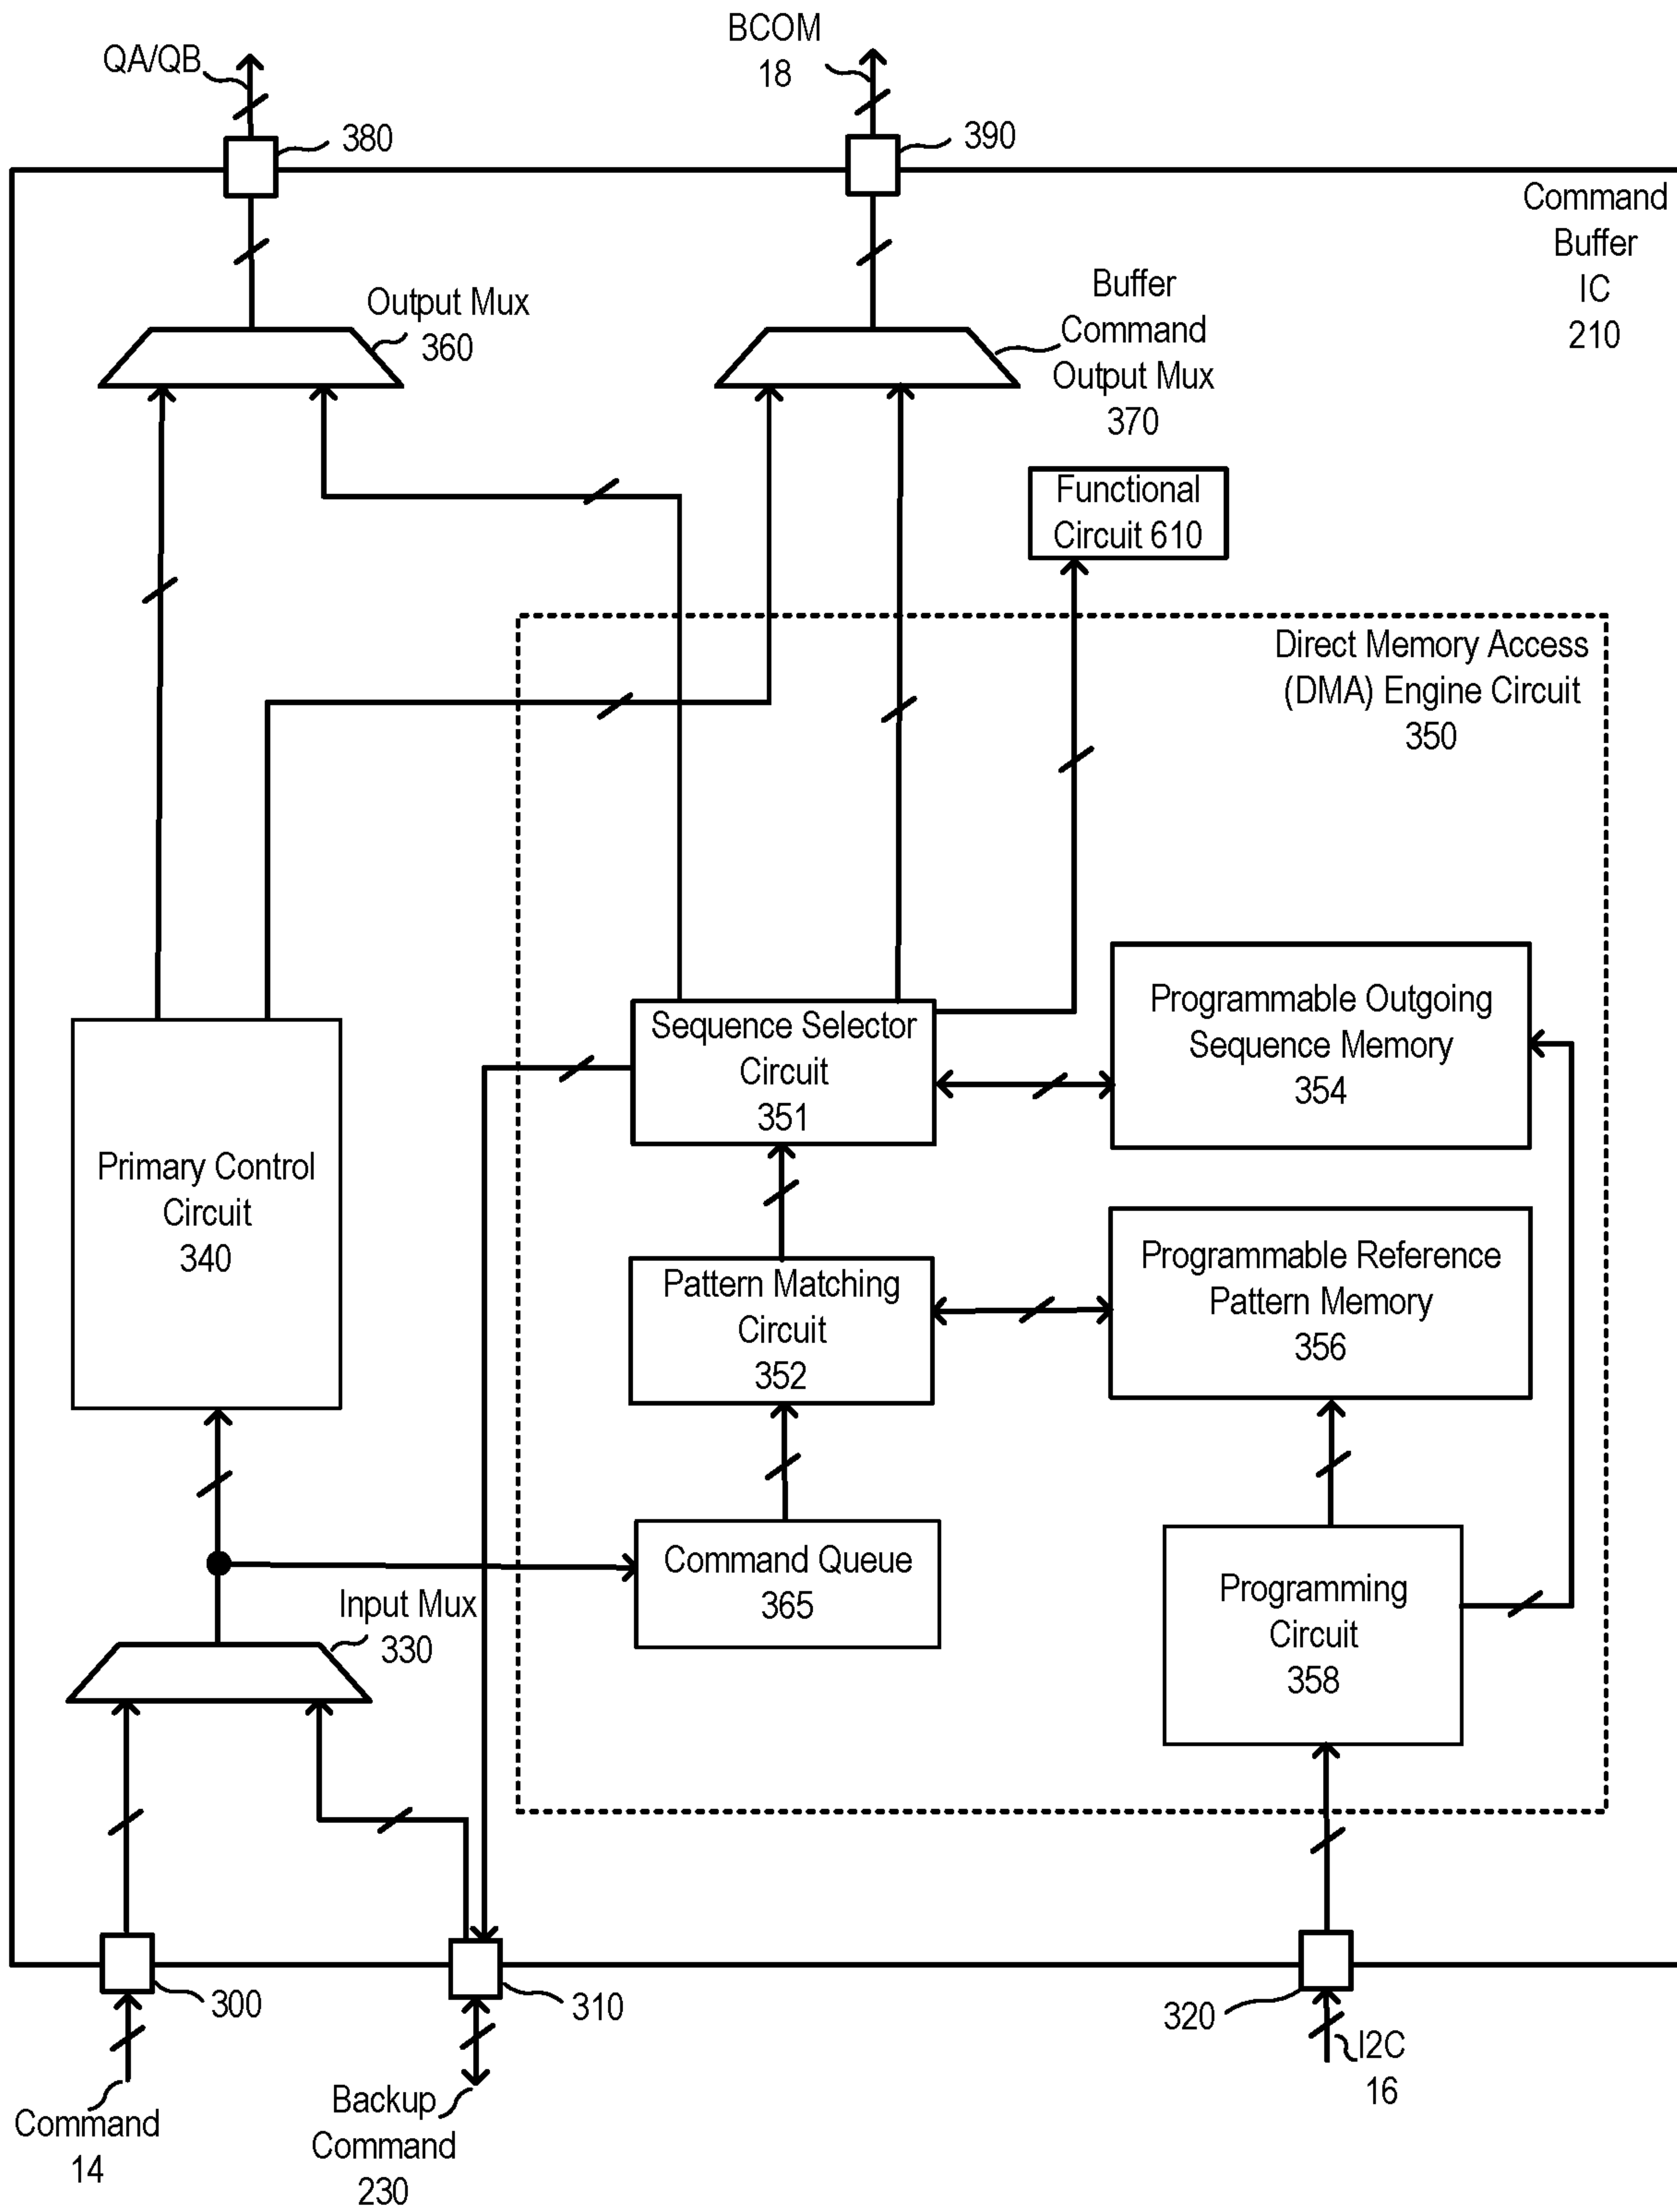 QA/QB
BCOM
18
380
390
Command
Buffer
IC
210
Output Mux
360
Buffer
Command
Output Mux
370
Functional
Circuit 610
Direct Memory Access
(DMA) Engine Circuit
350
Sequence Selector
Circuit
351
Programmable Outgoing
Sequence Memory
354
Primary Control
Circuit
340
Pattern Matching
Circuit
352
Programmable Reference
Pattern Memory
356
Command Queue
365
Programming
Circuit
358
Input Mux
330
300
310
320
Command
14
Backup
Command
230
I2C
16